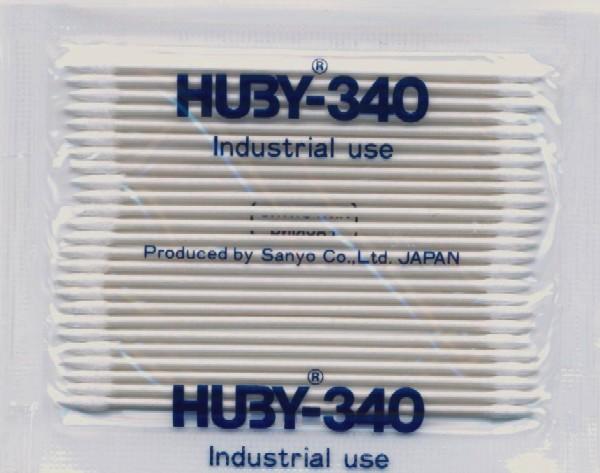 HUBY-340®
Industrial use
Produced by Sanyo Co.,Ltd. JAPAN
HUBY-340®
Industrial use